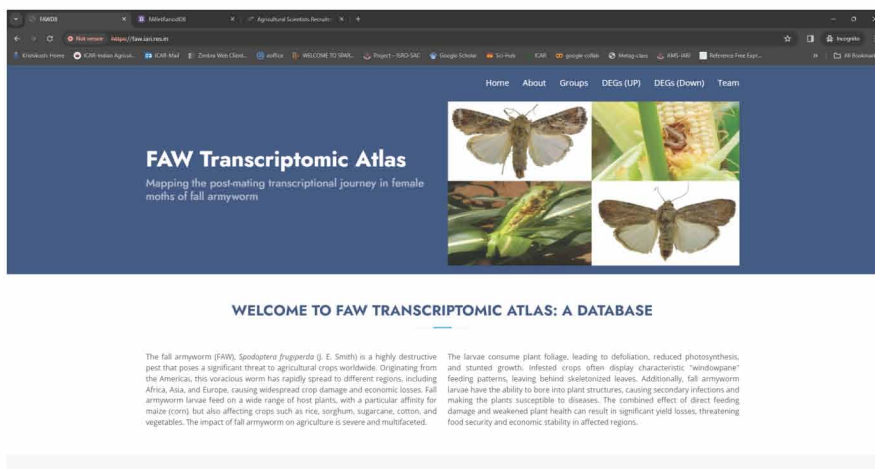 FAWDB
MilletfancidDB
Agricultural Scientists Recruitm
Not secure https://faw.iari.res.in
Incognito
Krishikosh Home ICAR-Indian Agricul... ICAR-Mail Zimbra Web Client... eoffice WELCOME TO SPAR... Project – ISRO-SAC Google Scholar Sci-Hub ICAR google collab Metag-class KMS-IARI Reference Free Expr... All Bookmarks
Home About Groups DEGs (UP) DEGs (Down) Team
FAW Transcriptomic Atlas
Mapping the post-mating transcriptional journey in female
moths of fall armyworm
WELCOME TO FAW TRANSCRIPTOMIC ATLAS: A DATABASE
The fall armyworm (FAW), Spodoptera frugiperda (J. E. Smith) is a highly destructive
pest that poses a significant threat to agricultural crops worldwide. Originating from
the Americas, this voracious worm has rapidly spread to different regions, including
Africa, Asia, and Europe, causing widespread crop damage and economic losses. Fall
armyworm larvae feed on a wide range of host plants, with a particular affinity for
maize (corn), but also affecting crops such as rice, sorghum, sugarcane, cotton, and
vegetables. The impact of fall armyworm on agriculture is severe and multifaceted.
The larvae consume plant foliage, leading to defoliation, reduced photosynthesis,
and stunted growth. Infested crops often display characteristic "windowpane"
feeding patterns, leaving behind skeletonized leaves. Additionally, fall armyworm
larvae have the ability to bore into plant structures, causing secondary infections and
making the plants susceptible to diseases. The combined effect of direct feeding
damage and weakened plant health can result in significant yield losses, threatening
food security and economic stability in affected regions.